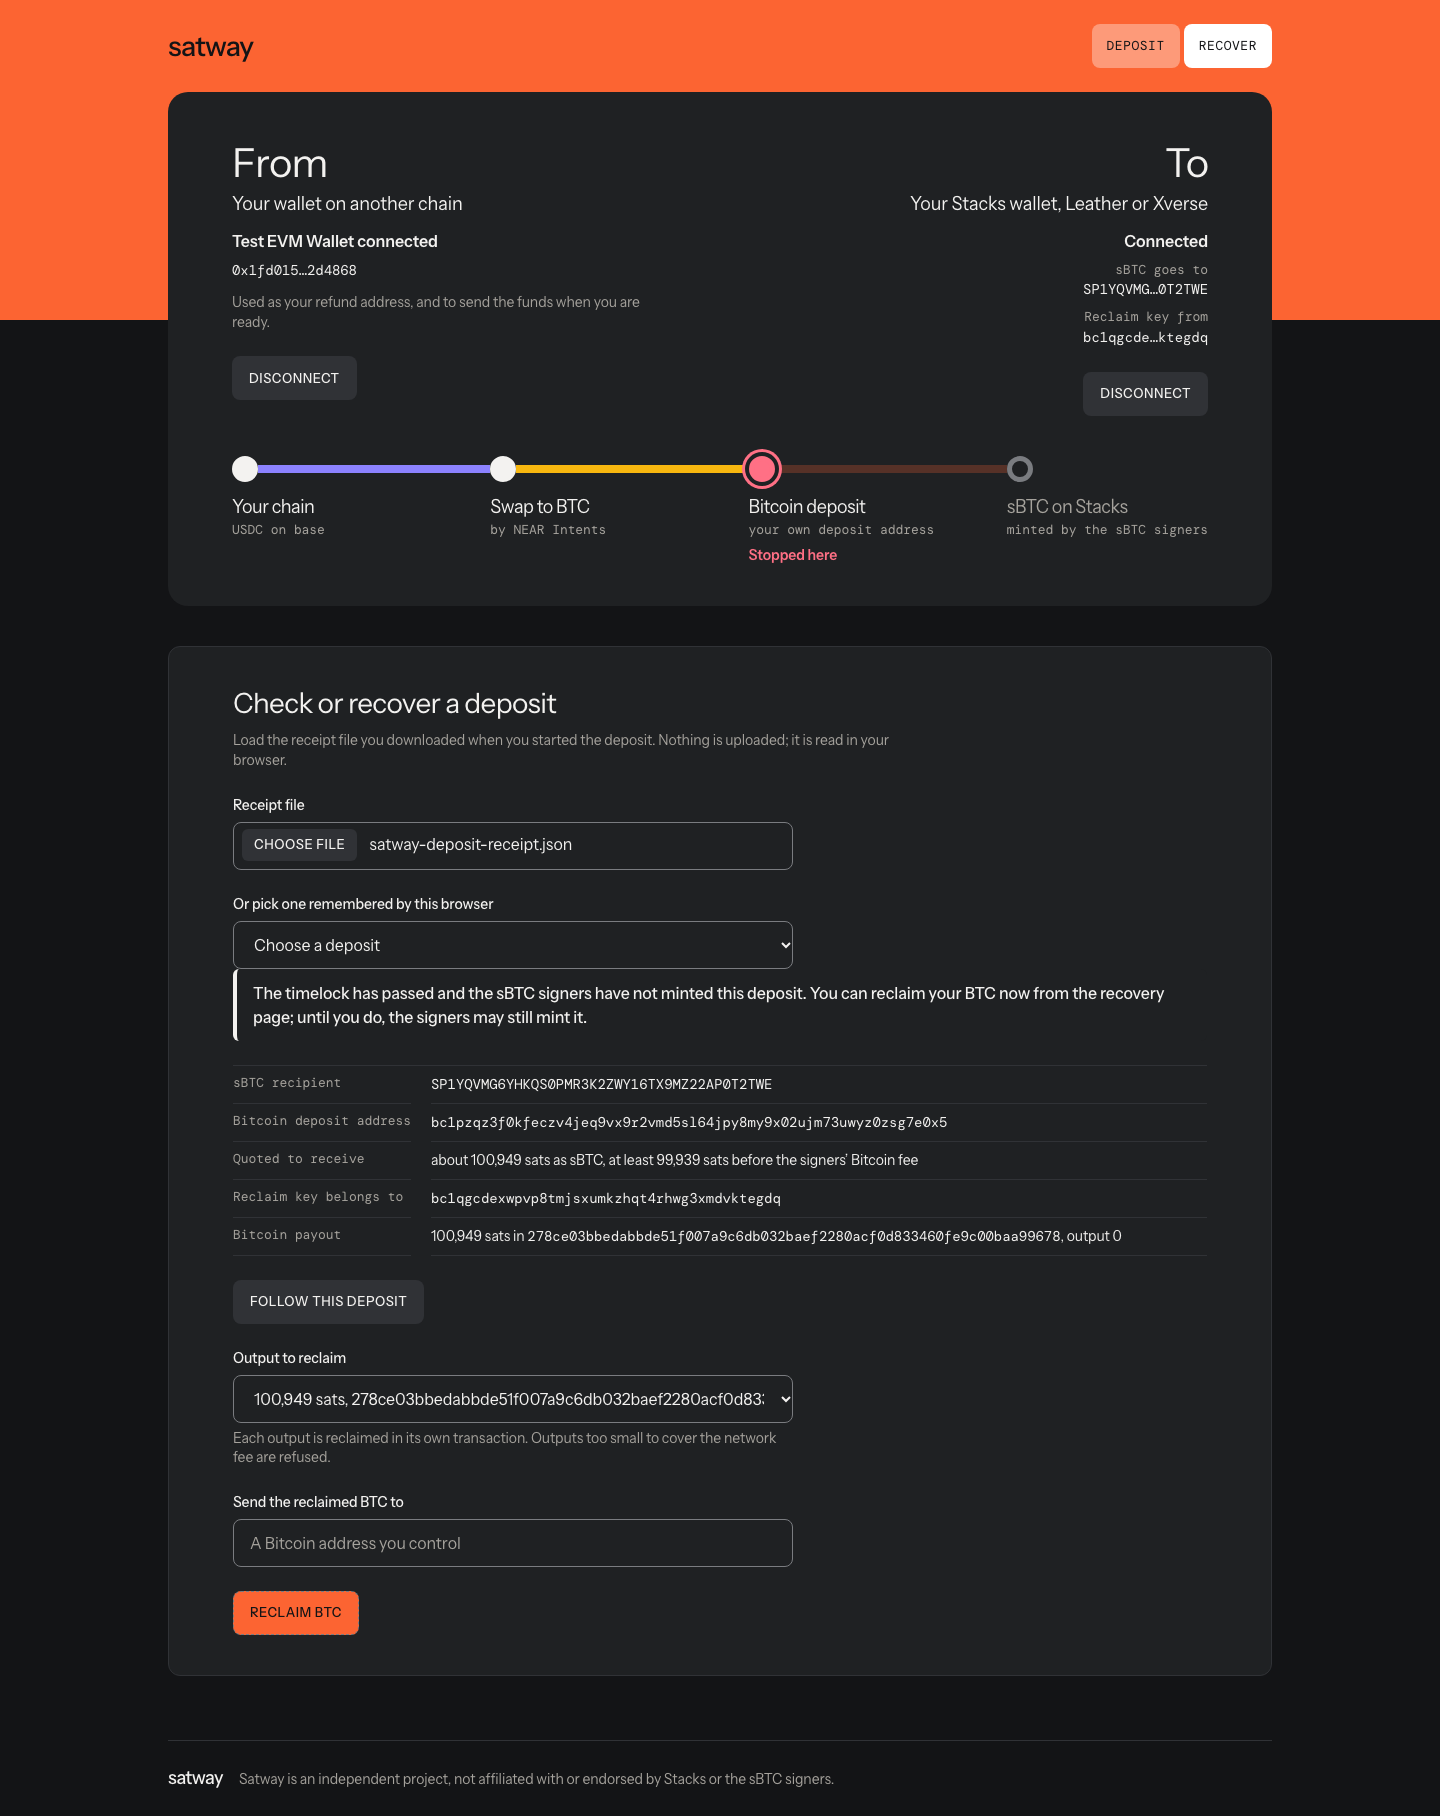 satway
DEPOSIT
RECOVER
From
To
Your wallet on another chain
Your Stacks wallet, Leather or Xverse
Test EVM Wallet connected
Connected
0x1fd015…2d4868
sBTC goes to
SP1YQVMG…0T2TWE
Used as your refund address, and to send the funds when you are
ready.
Reclaim key from
bc1qgcde…ktegdq
DISCONNECT
DISCONNECT
Your chain
USDC on base
Swap to BTC
by NEAR Intents
Bitcoin deposit
your own deposit address
Stopped here
sBTC on Stacks
minted by the sBTC signers
Check or recover a deposit
Load the receipt file you downloaded when you started the deposit. Nothing is uploaded; it is read in your
browser.
Receipt file
CHOOSE FILE satway-deposit-receipt.json
Or pick one remembered by this browser
Choose a deposit
The timelock has passed and the sBTC signers have not minted this deposit. You can reclaim your BTC now from the recovery
page; until you do, the signers may still mint it.
sBTC recipient SP1YQVMG6YHKQS0PMR3K2ZWY16TX9MZ22AP0T2TWE
Bitcoin deposit address bc1pzqz3f0kfeczv4jeq9vx9r2vmd5sl64jpy8my9x02ujm73uwyz0zsg7e0x5
Quoted to receive about 100,949 sats as sBTC, at least 99,939 sats before the signers’ Bitcoin fee
Reclaim key belongs to bc1qgcdexwpvp8tmjsxumkzhqt4rhwg3xmdvktegdq
Bitcoin payout 100,949 sats in 278ce03bbedabbde51f007a9c6db032baef2280acf0d833460fe9c00baa99678, output 0
FOLLOW THIS DEPOSIT
Output to reclaim
100,949 sats, 278ce03bbedabbde51f007a9c6db032baef2280acf0d833
Each output is reclaimed in its own transaction. Outputs too small to cover the network
fee are refused.
Send the reclaimed BTC to
A Bitcoin address you control
RECLAIM BTC
satway Satway is an independent project, not affiliated with or endorsed by Stacks or the sBTC signers.